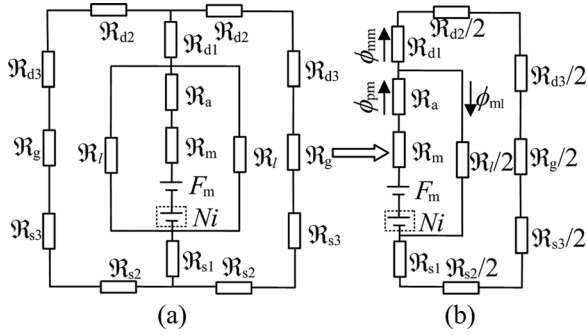 ℜd2 ℜd2
ℜd1
ℜd3 ℜd3
ℜa
ℜg ℜl ℜm ℜl ℜg
Fm
Ni
ℜs3 ℜs3
ℜs1
ℜs2 ℜs2
(a)
ℜd2/2
ϕmm ℜd1
ℜd3/2
ϕpm ℜa ϕml
ℜm ℜl/2 ℜg/2
Fm
Ni
ℜs3/2
ℜs1
ℜs2/2
(b)